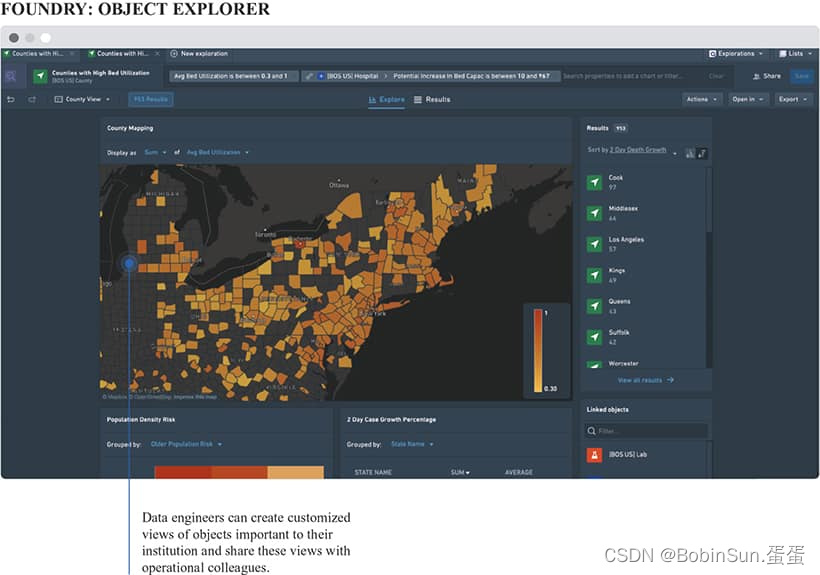 FOUNDRY: OBJECT EXPLORER
Counties with Hi...
Counties with Hi...
New exploration
Explorations
Lists
Counties with High Bed Utilization
[BOS US] County
Avg Bed Utilization is between 0.3 and 1
[BOS US] Hospital > Potential Increase In Bed Capac is between 10 and 967
Search properties to add a chart or filter...
Clear
Share
Save
County View
953 Results
Explore
Results
Actions
Open in
Export
County Mapping
Display as Sum of Avg Bed Utilization
MICHIGAN
Ottawa
Toronto
MAIN
New York
1
0.30
© Mapbox © OpenStreetMap Improve this map
Results 953
Sort by 2 Day Death Growth
Cook
97
Middlesex
64
Los Angeles
57
Kings
49
Queens
43
Suffolk
42
Worcester
View all results
Linked objects
Filter...
[BOS US] Lab
Population Density Risk
Grouped by: Older Population Risk
2 Day Case Growth Percentage
Grouped by: State Name
STATE NAME SUM AVERAGE
Data engineers can create customized
views of objects important to their
institution and share these views with
operational colleagues.
CSDN @BobinSun.蛋蛋